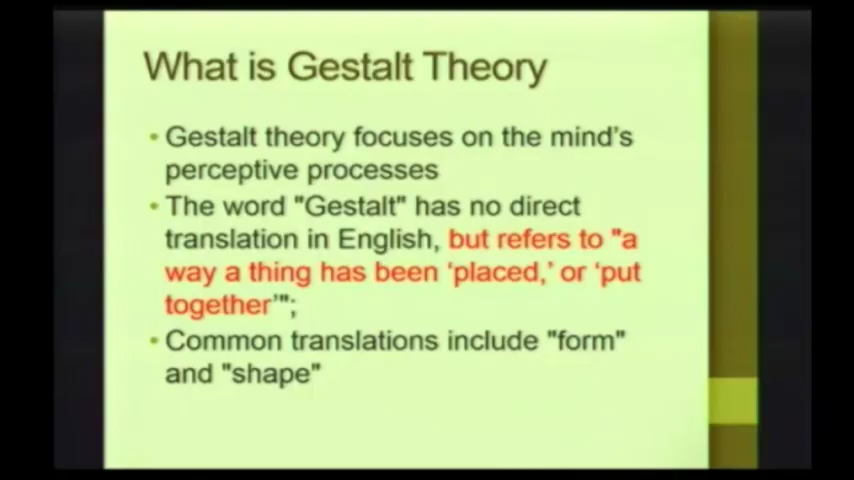 What is Gestalt Theory
• Gestalt theory focuses on the mind's
perceptive processes
• The word "Gestalt" has no direct
translation in English, but refers to "a
way a thing has been 'placed,' or 'put
together'";
• Common translations include "form"
and "shape"